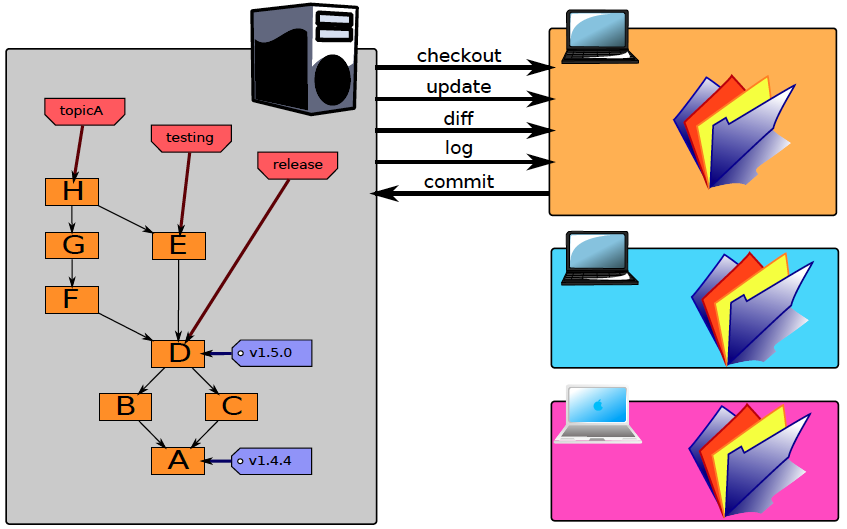 checkout
update
diff
log
commit
topicA
testing
release
H
G
E
F
D
v1.5.0
B
C
A
v1.4.4